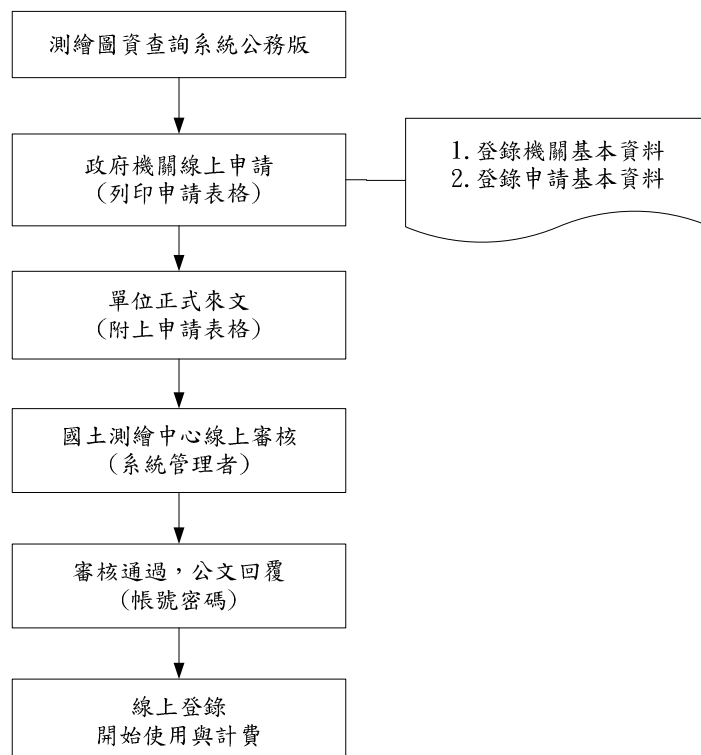 測繪圖資查詢系統公務版
政府機關線上申請
(列印申請表格)
1.登錄機關基本資料
2.登錄申請基本資料
單位正式來文
(附上申請表格)
國土測繪中心線上審核
(系統管理者)
審核通過，公文回覆
(帳號密碼)
線上登錄
開始使用與計費